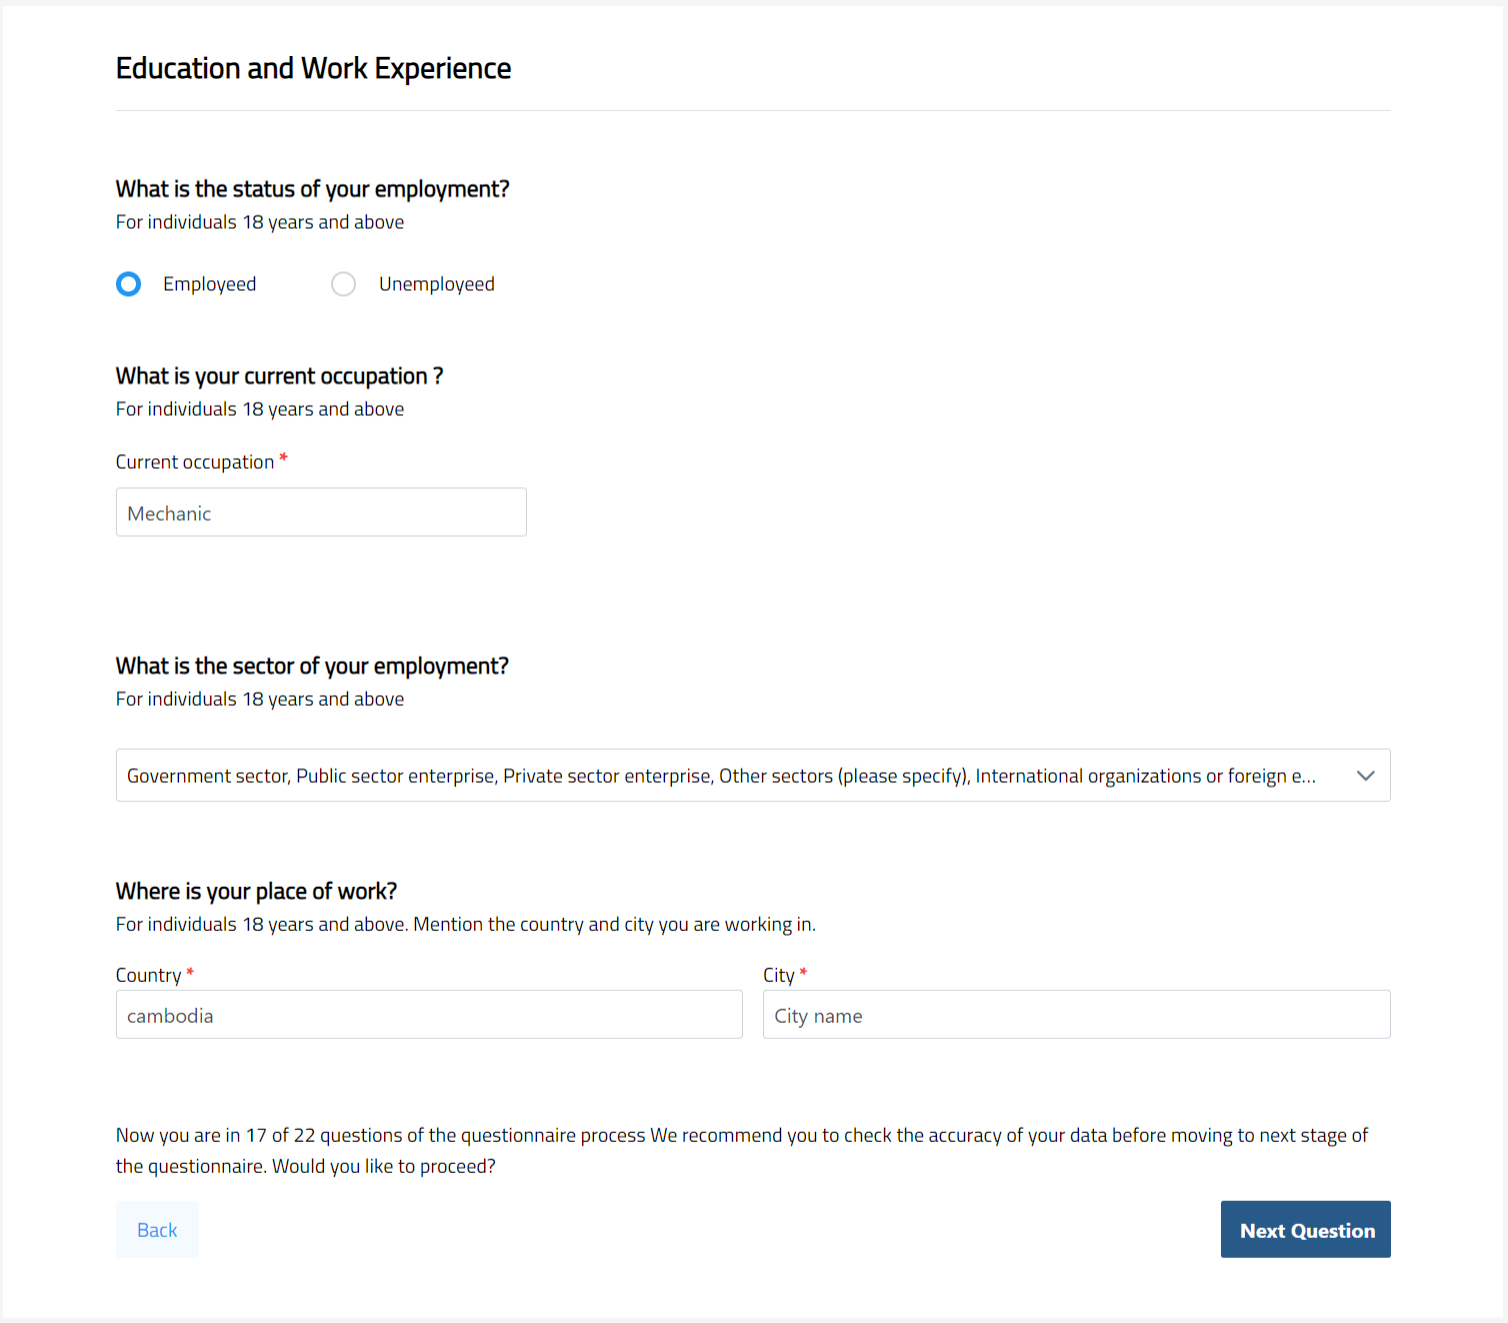 Education and Work Experience
What is the status of your employment?
For individuals 18 years and above
Employeed
Unemployeed
What is your current occupation ?
For individuals 18 years and above
Current occupation *
Mechanic
What is the sector of your employment?
For individuals 18 years and above
Government sector, Public sector enterprise, Private sector enterprise, Other sectors (please specify), International organizations or foreign e...
Where is your place of work?
For individuals 18 years and above. Mention the country and city you are working in.
Country *
City *
cambodia
City name
Now you are in 17 of 22 questions of the questionnaire process We recommend you to check the accuracy of your data before moving to next stage of
the questionnaire. Would you like to proceed?
Back
Next Question